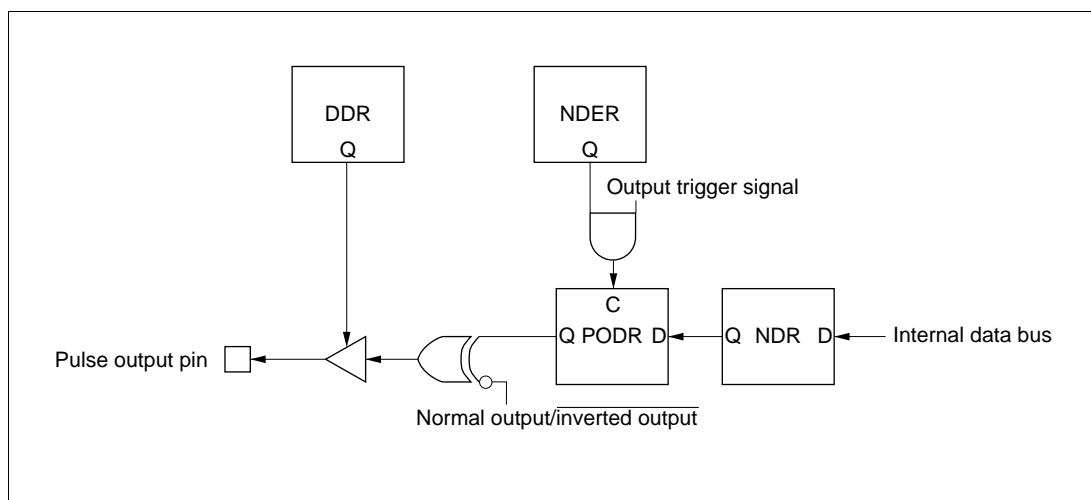 DDR
Q
NDER
Q
Output trigger signal
C
Q PODR D
Q NDR D
Internal data bus
Pulse output pin
Normal output/inverted output